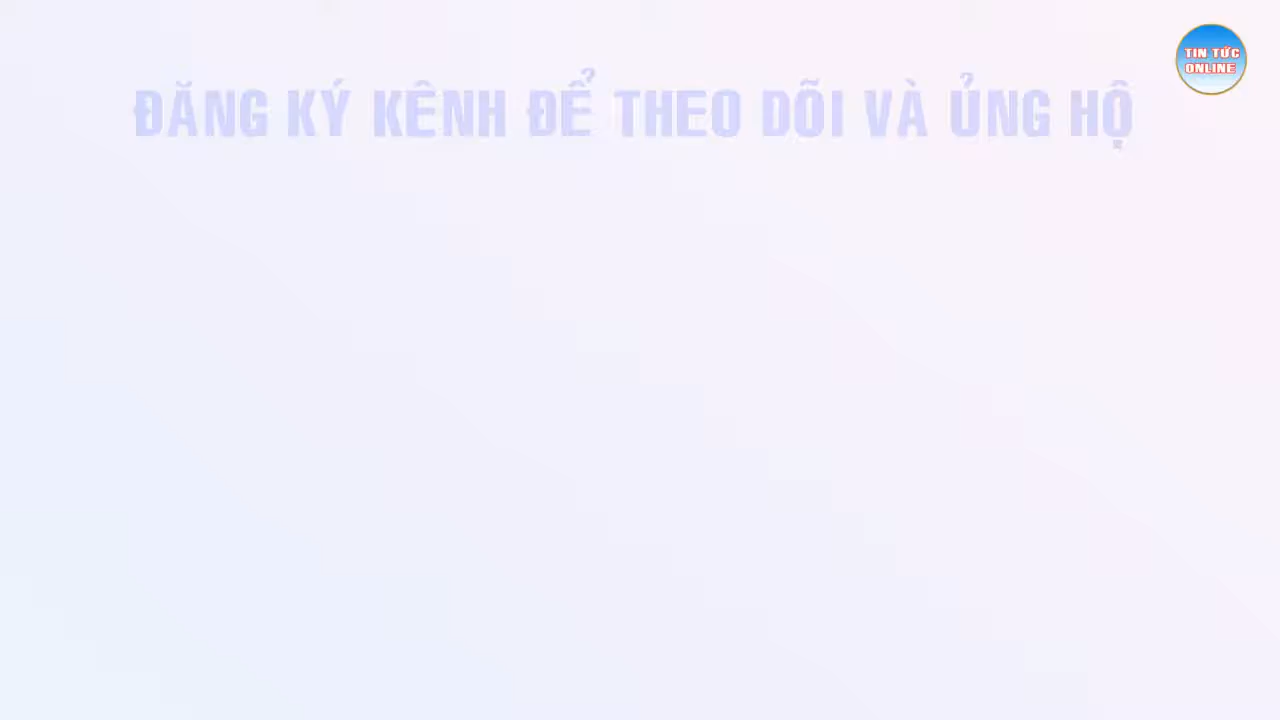 TIN TỨC
ONLINE
ĐĂNG KÝ KÊNH ĐỂ THEO DÕI VÀ ỦNG HỘ